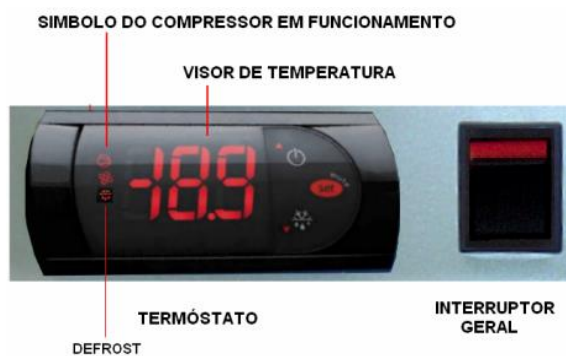 SIMBOLO DO COMPRESSOR EM FUNCIONAMENTO
VISOR DE TEMPERATURA
-18.9
set
TERMÓSTATO
INTERRUPTOR
GERAL
DEFROST